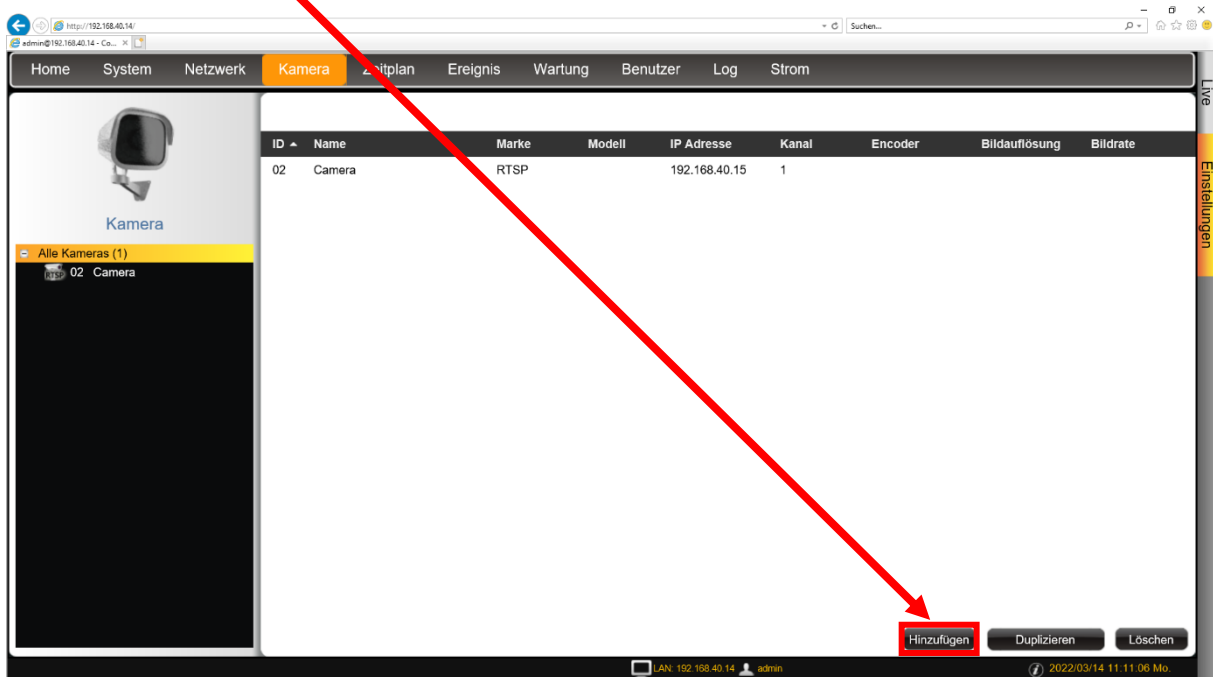 http://192.168.40.14/
Suchen...
admin@192.168.40.14 - Co...
Home System Netzwerk Kamera Zeitplan Ereignis Wartung Benutzer Log Strom
Live
Einstellungen
Kamera
ID Name Marke Modell IP Adresse Kanal Encoder Bildauflösung Bildrate
02 Camera RTSP 192.168.40.15 1
Alle Kameras (1)
RTSP 02 Camera
Hinzufügen Duplizieren Löschen
LAN: 192.168.40.14 admin 2022/03/14 11:11:06 Mo.